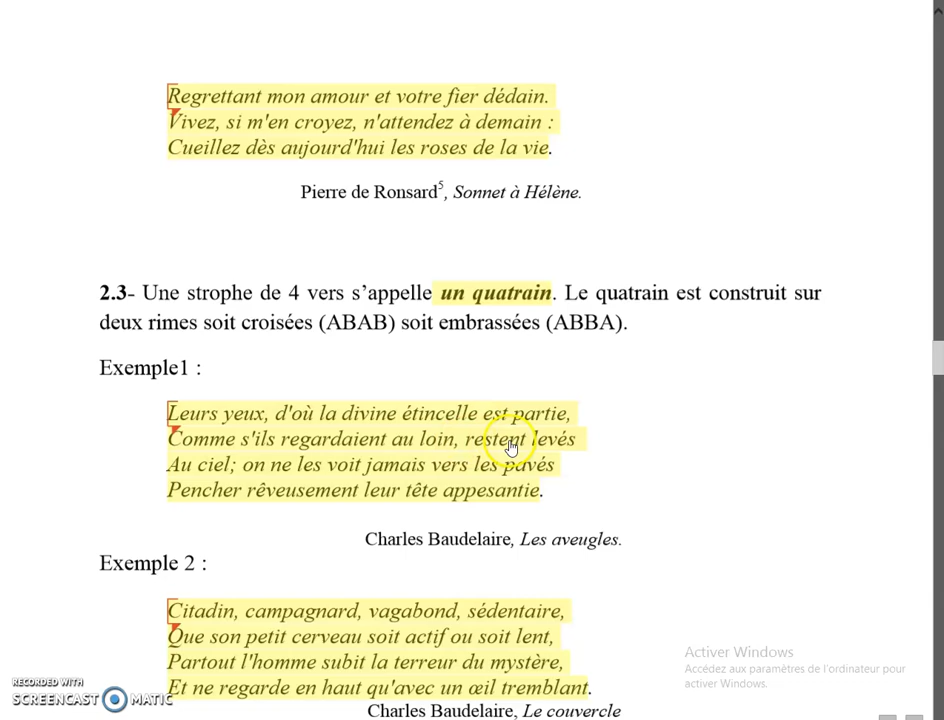 Regrettant mon amour et votre fier dédain.
Vivez, si m'en croyez, n'attendez à demain :
Cueillez dès aujourd'hui les roses de la vie.
Pierre de Ronsard5, Sonnet à Hélène.
2.3- Une strophe de 4 vers s’appelle un quatrain. Le quatrain est construit sur
deux rimes soit croisées (ABAB) soit embrassées (ABBA).
Exemple1 :
Leurs yeux, d'où la divine étincelle est partie,
Comme s'ils regardaient au loin, restent levés
Au ciel; on ne les voit jamais vers les pavés
Pencher rêveusement leur tête appesantie.
Charles Baudelaire, Les aveugles.
Exemple 2 :
Citadin, campagnard, vagabond, sédentaire,
Que son petit cerveau soit actif ou soit lent,
Partout l'homme subit la terreur du mystère,
Et ne regarde en haut qu'avec un œil tremblant.
Charles Baudelaire, Le couvercle
Activer Windows
Accédez aux paramètres de l'ordinateur pour
activer Windows.
RECORDED WITH
SCREENCAST MATIC